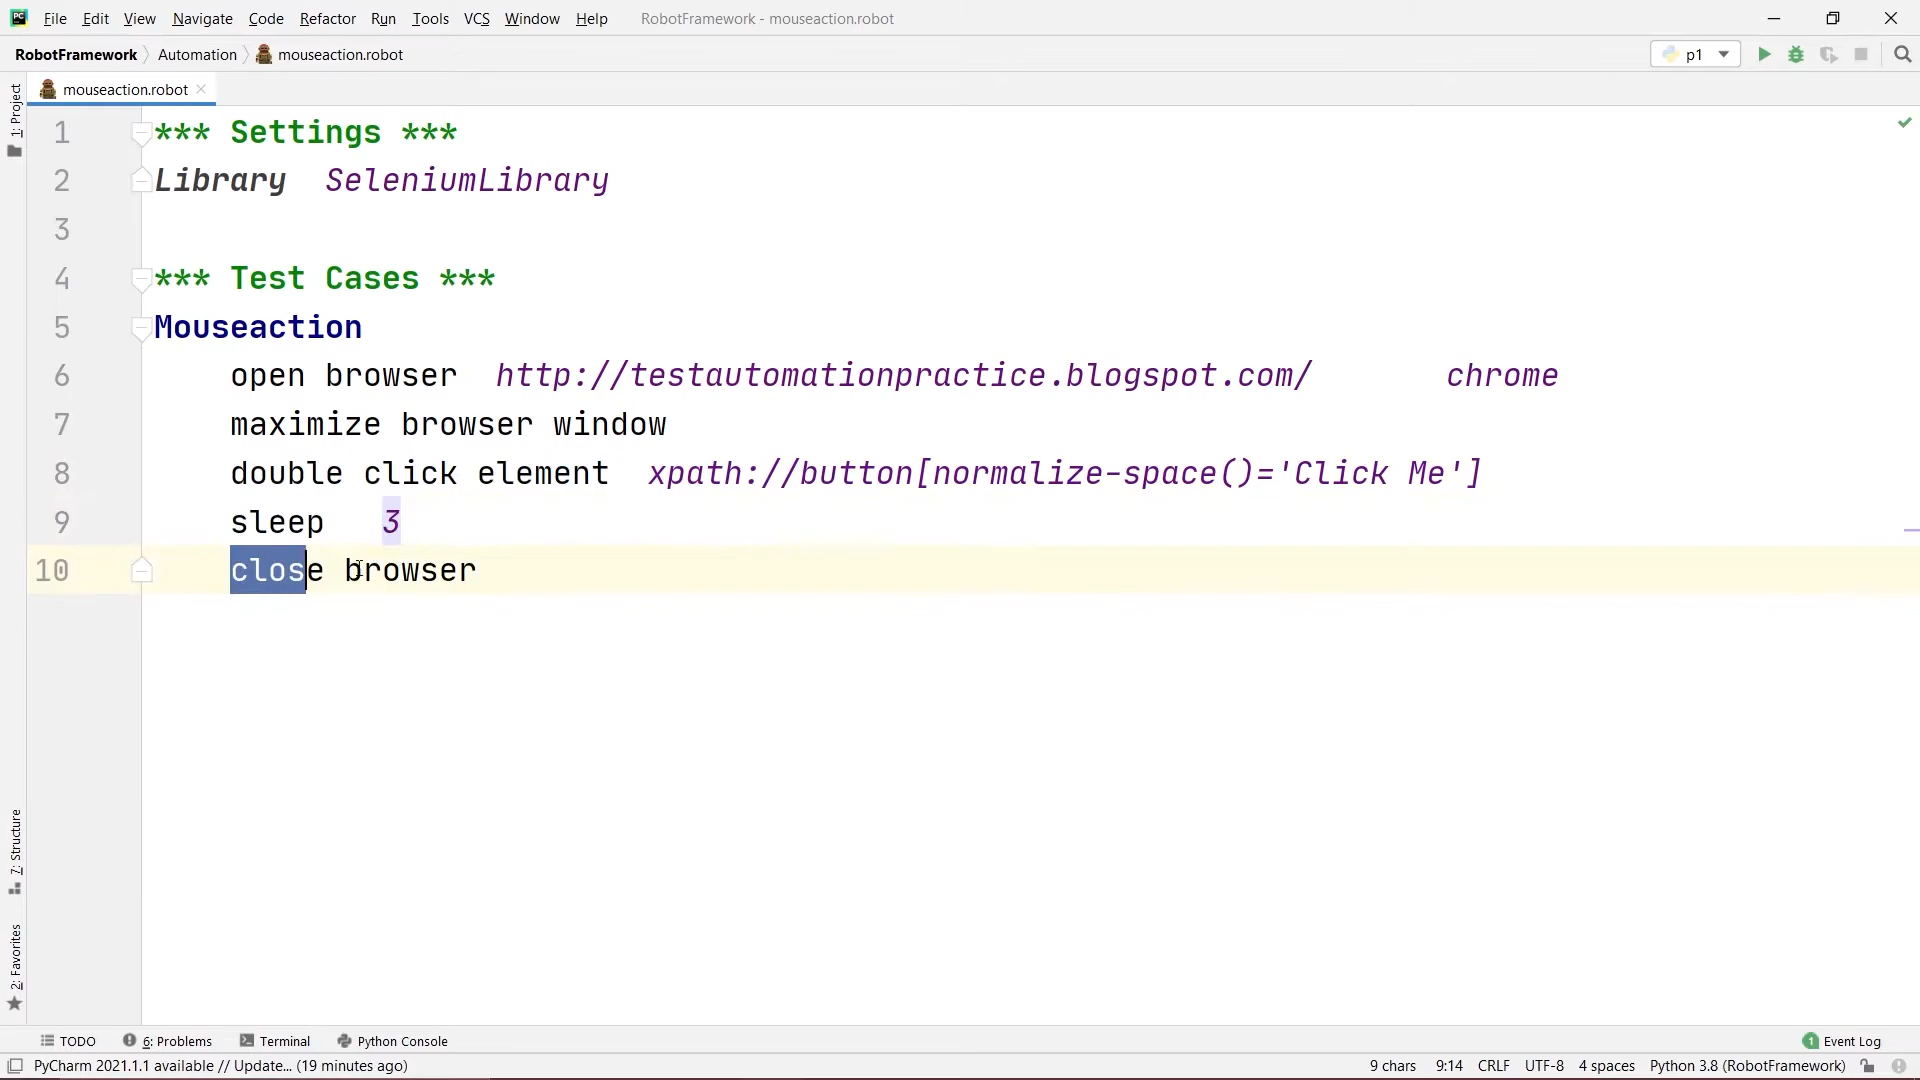 File Edit View Navigate Code Refactor Run Tools VCS Window Help RobotFramework - mouseaction.robot
RobotFramework Automation mouseaction.robot p1
mouseaction.robot
1: Project
1 *** Settings ***
2 Library SeleniumLibrary
3
4 *** Test Cases ***
5 Mouseaction
6 open browser http://testautomationpractice.blogspot.com/ chrome
7 maximize browser window
8 double click element xpath://button[normalize-space()='Click Me']
9 sleep 3
10 close browser
7: Structure
2: Favorites
TODO 6: Problems Terminal Python Console 1 Event Log
PyCharm 2021.1.1 available // Update... (19 minutes ago) 9 chars 9:14 CRLF UTF-8 4 spaces Python 3.8 (RobotFramework)